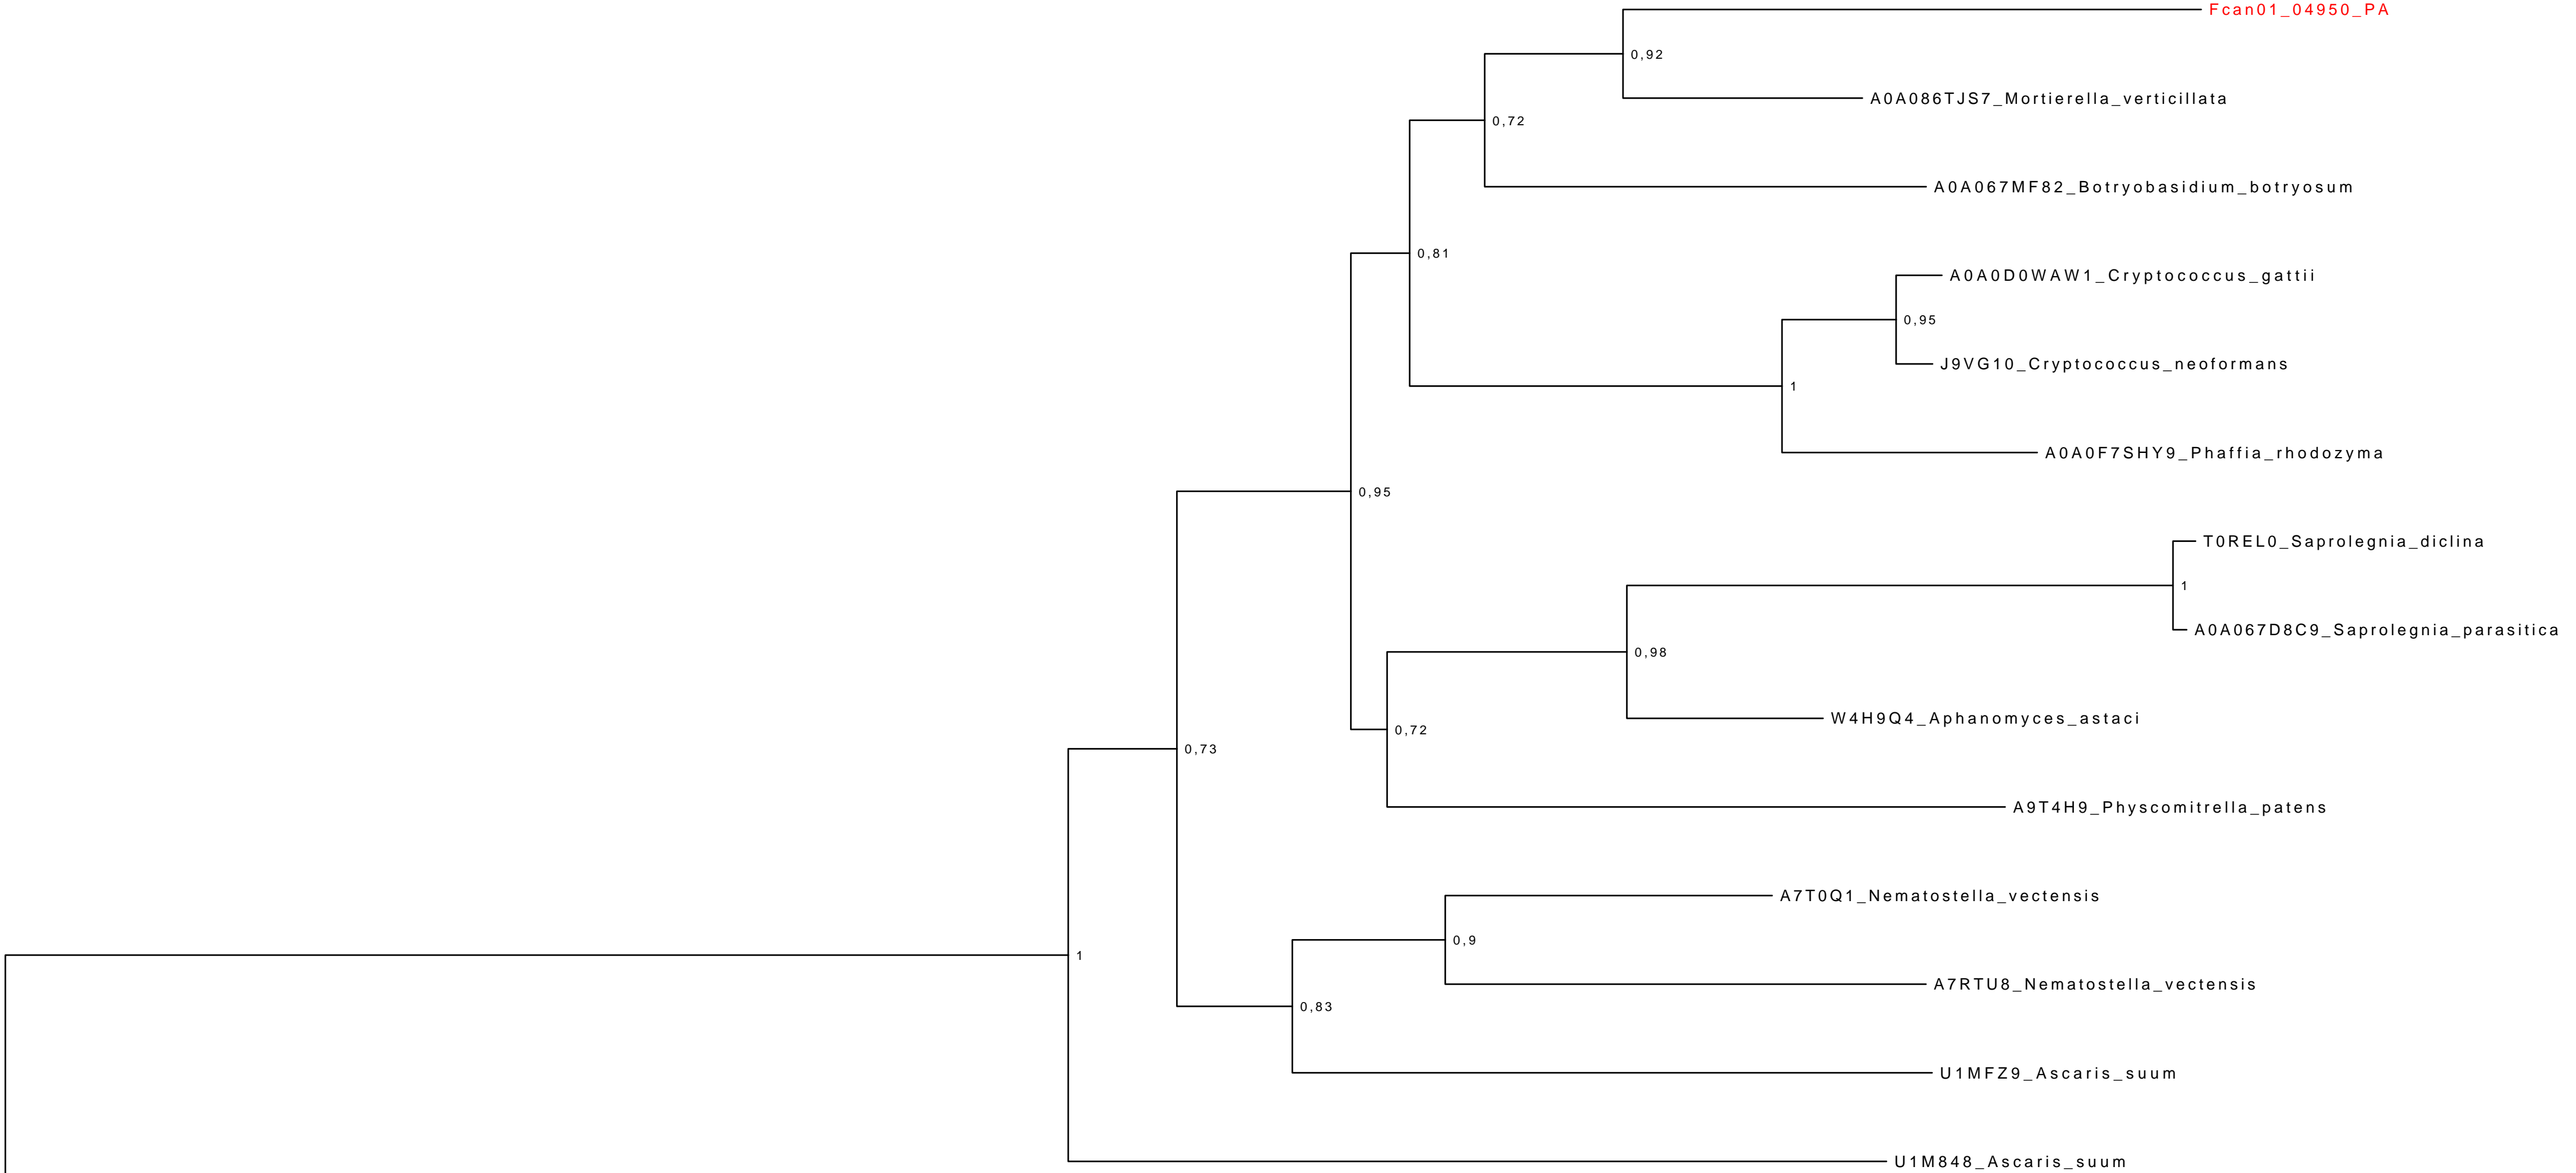 Fcan01_04950_PA
0,92
A0A086TJS7_Mortierella_verticillata
0,72
A0A067MF82_Botryobasidium_botryosum
0,81
A0A0D0WAW1_Cryptococcus_gattii
0,95
J9VG10_Cryptococcus_neoformans
1
A0A0F7SHY9_Phaffia_rhodozyma
0,95
T0REL0_Saprolegnia_diclina
1
A0A067D8C9_Saprolegnia_parasitica
0,98
W4H9Q4_Aphanomyces_astaci
0,72
0,73
A9T4H9_Physcomitrella_patens
A7T0Q1_Nematostella_vectensis
0,9
1
A7RTU8_Nematostella_vectensis
0,83
U1MFZ9_Ascaris_suum
U1M848_Ascaris_suum